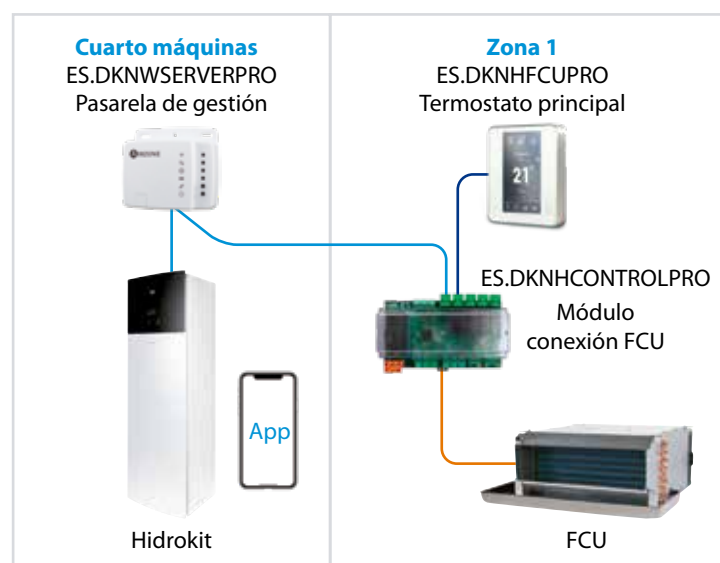 Cuarto máquinas
ES.DKNWSERVERPRO
Pasarela de gestión
App
Hidrokit
Zona 1
ES.DKNHFCUPRO
Termostato principal
21°
ES.DKNHCONTROLPRO
Módulo
conexión FCU
FCU